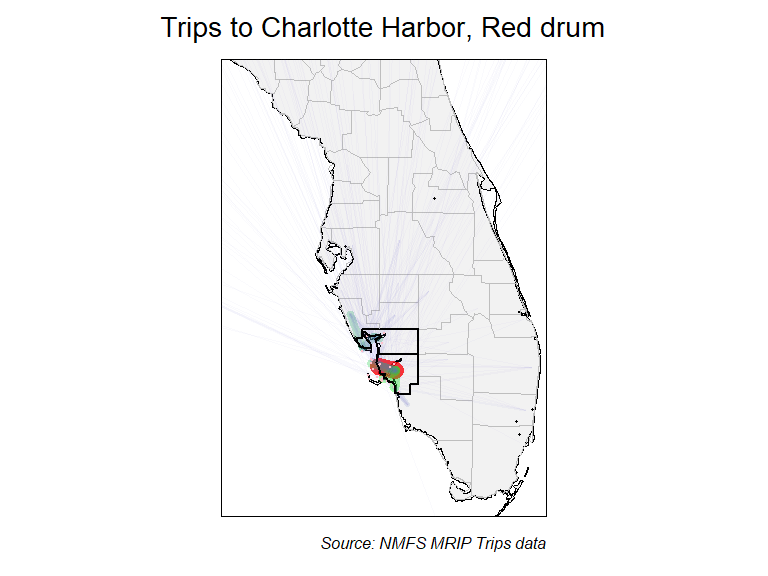 Trips to Charlotte Harbor, Red drum
Source: NMFS MRIP Trips data